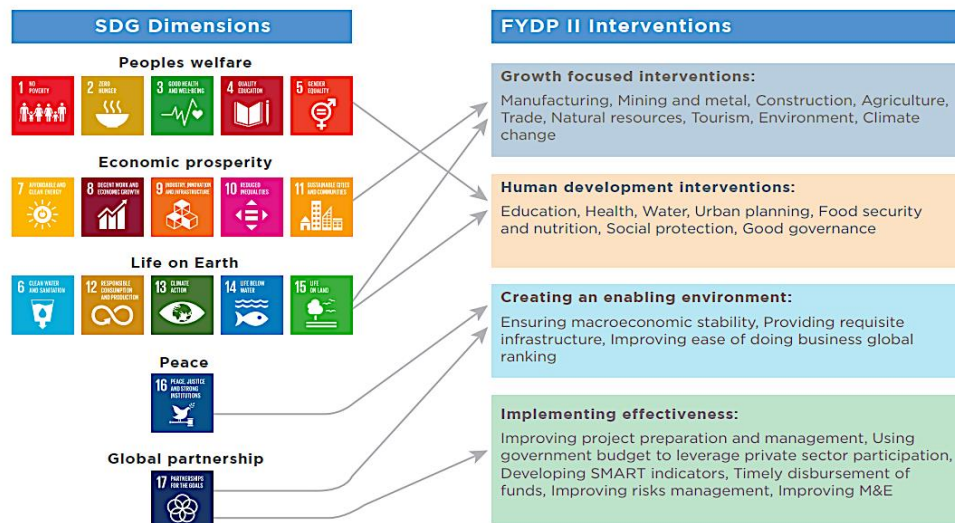 SDG Dimensions
Peoples welfare
1 NO POVERTY
2 ZERO HUNGER
3 GOOD HEALTH AND WELL-BEING
4 QUALITY EDUCATION
5 GENDER EQUALITY
Economic prosperity
7 AFFORDABLE AND CLEAN ENERGY
8 DECENT WORK AND ECONOMIC GROWTH
9 INDUSTRY, INNOVATION AND INFRASTRUCTURE
10 REDUCED INEQUALITIES
11 SUSTAINABLE CITIES AND COMMUNITIES
Life on Earth
6 CLEAN WATER AND SANITATION
12 RESPONSIBLE CONSUMPTION AND PRODUCTION
13 CLIMATE ACTION
14 LIFE BELOW WATER
15 LIFE ON LAND
Peace
16 PEACE, JUSTICE AND STRONG INSTITUTIONS
Global partnership
17 PARTNERSHIPS FOR THE GOALS
FYDP II Interventions
Growth focused interventions:
Manufacturing, Mining and metal, Construction, Agriculture,
Trade, Natural resources, Tourism, Environment, Climate
change
Human development interventions:
Education, Health, Water, Urban planning, Food security
and nutrition, Social protection, Good governance
Creating an enabling environment:
Ensuring macroeconomic stability, Providing requisite
infrastructure, Improving ease of doing business global
ranking
Implementing effectiveness:
Improving project preparation and management, Using
government budget to leverage private sector participation,
Developing SMART indicators, Timely disbursement of
funds, Improving risks management, Improving M&E